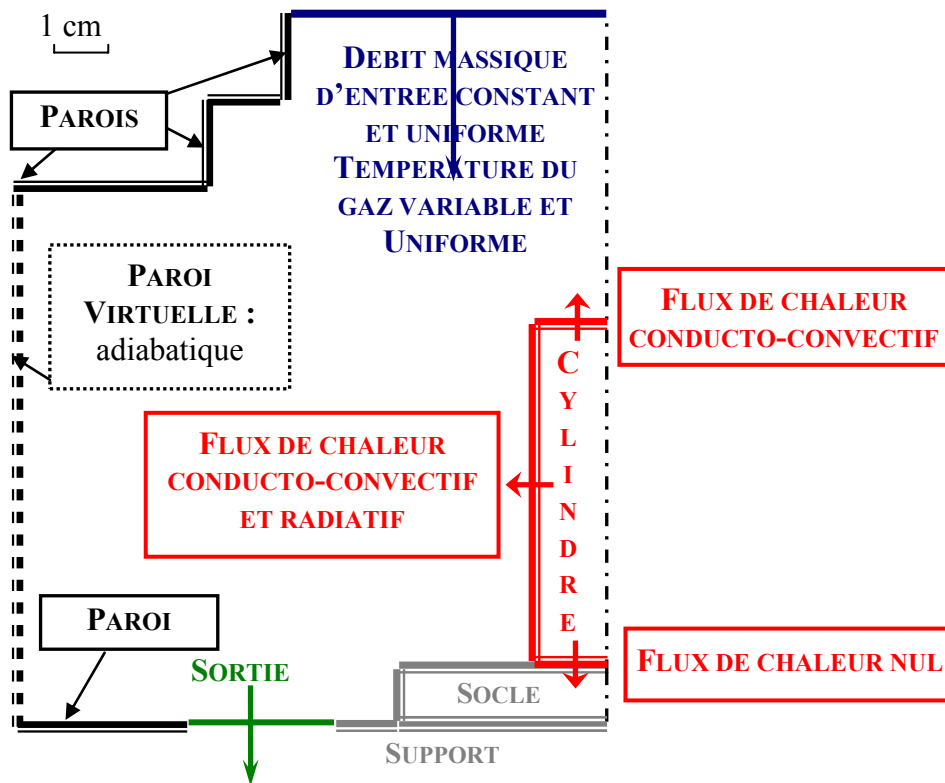 1 cm
PAROIS
DEBIT MASSIQUE
D'ENTREE CONSTANT
ET UNIFORME
TEMPERATURE DU
GAZ VARIABLE ET
UNIFORME
PAROI
VIRTUELLE :
adiabatique
FLUX DE CHALEUR
CONDUCTO-CONVECTIF
CYLINDRE
FLUX DE CHALEUR
CONDUCTO-CONVECTIF
ET RADIATIF
PAROI
SORTIE
FLUX DE CHALEUR NUL
SOCLE
SUPPORT